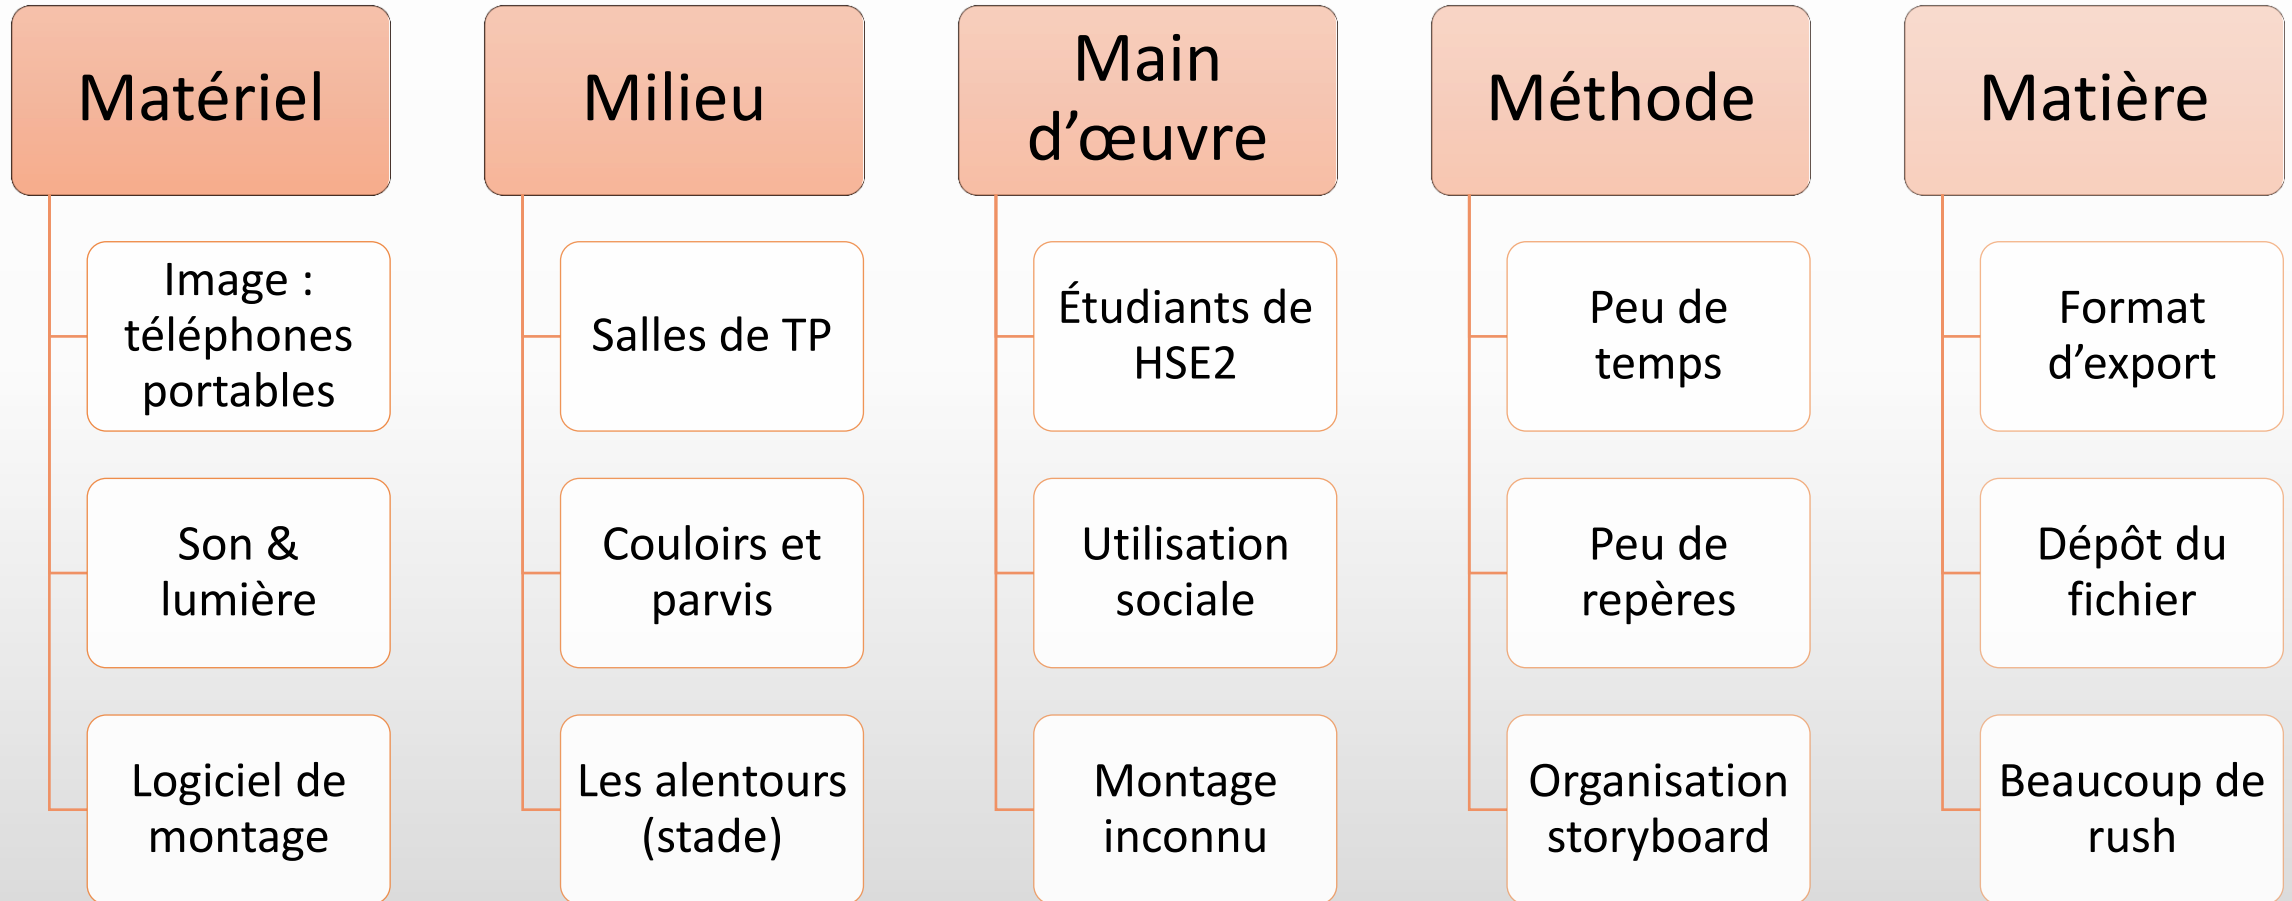 Matériel
Image :
téléphones
portables
Son &
lumière
Logiciel de
montage
Milieu
Salles de TP
Couloirs et
parvis
Les alentours
(stade)
Main
d’œuvre
Étudiants de
HSE2
Utilisation
sociale
Montage
inconnu
Méthode
Peu de
temps
Peu de
repères
Organisation
storyboard
Matière
Format
d’export
Dépôt du
fichier
Beaucoup de
rush